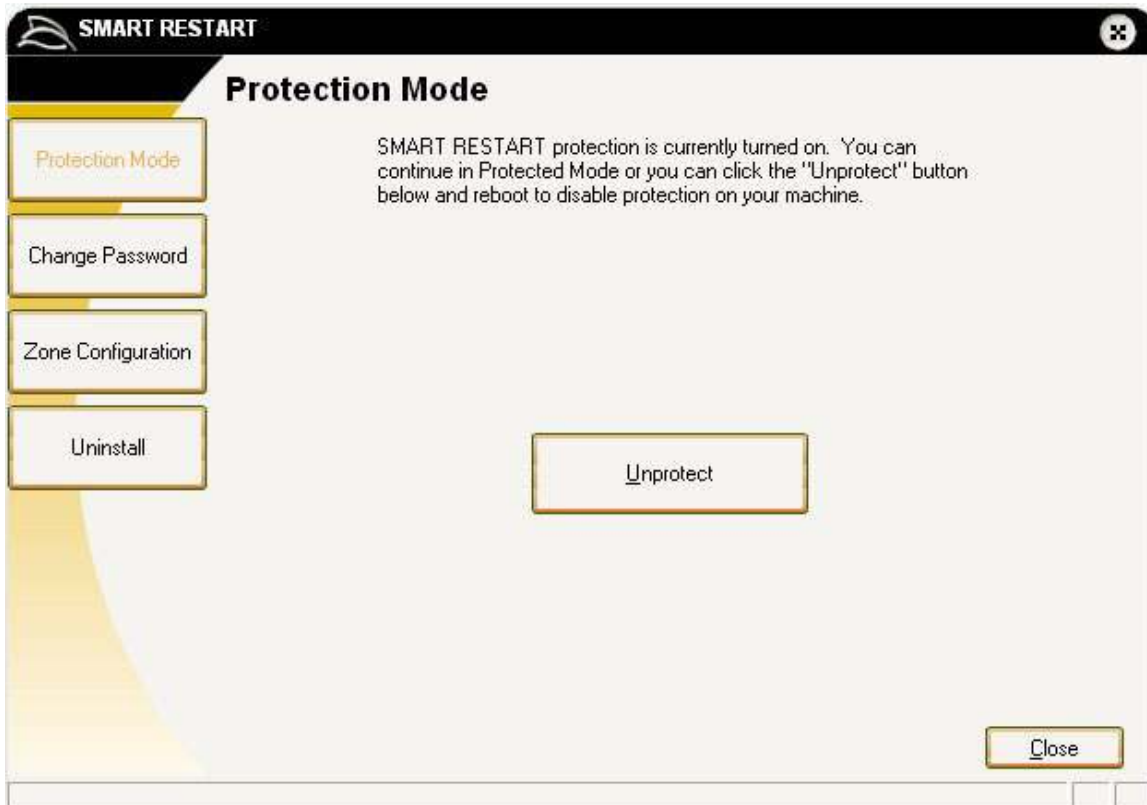 SMART RESTART
Protection Mode
Protection Mode
Change Password
Zone Configuration
Uninstall
SMART RESTART protection is currently turned on. You can
continue in Protected Mode or you can click the "Unprotect" button
below and reboot to disable protection on your machine.
Unprotect
Close